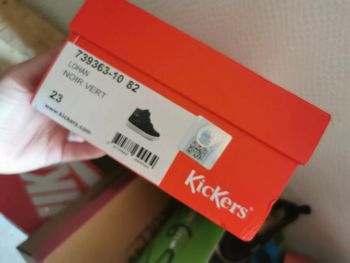 739363-10 82
LOHAN
NOIR VERT
23
www.kickers.com
KicKers